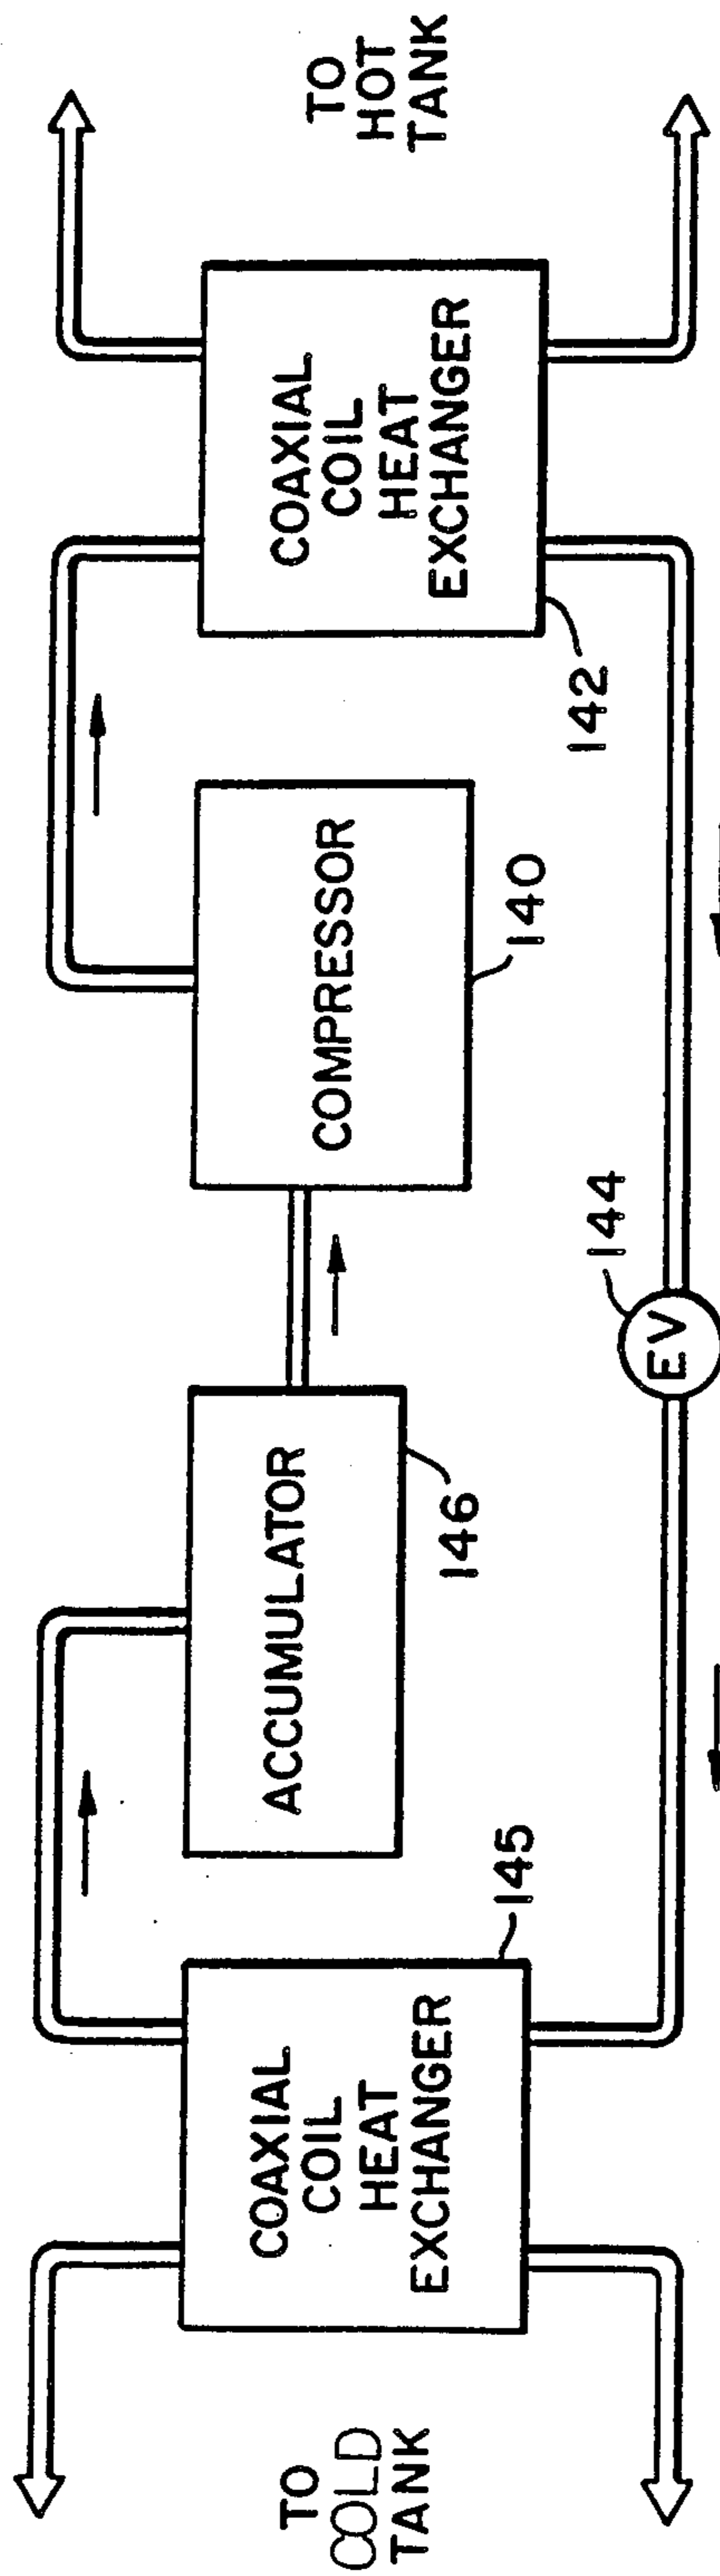 TO
HOT
TANK
COAXIAL
COIL
HEAT
EXCHANGER
142
COMPRESSOR
140
144
EV
ACCUMULATOR
146
145
COAXIAL
COIL
HEAT
EXCHANGER
TO
COLD
TANK